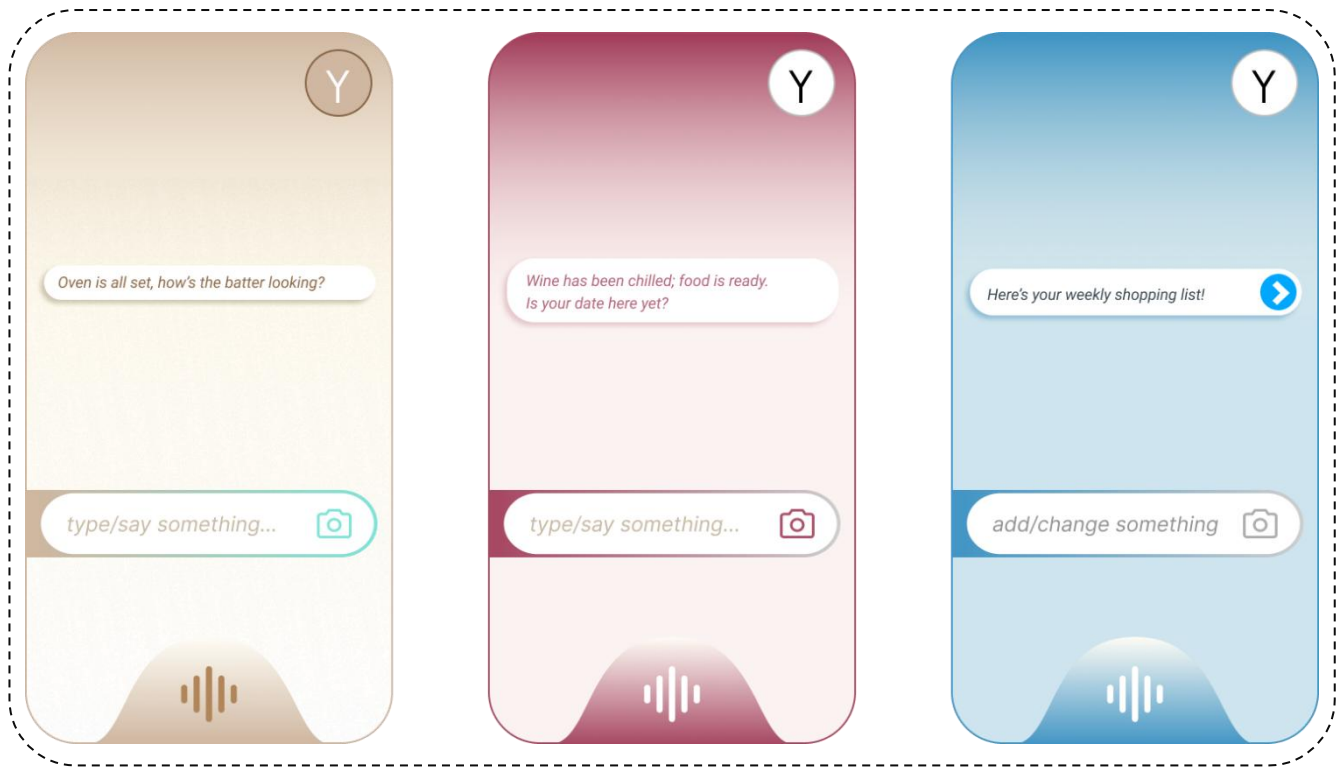 Y
Oven is all set, how's the batter looking?
type/say something...
Y
Wine has been chilled; food is ready.
Is your date here yet?
type/say something...
Y
Here's your weekly shopping list!
add/change something